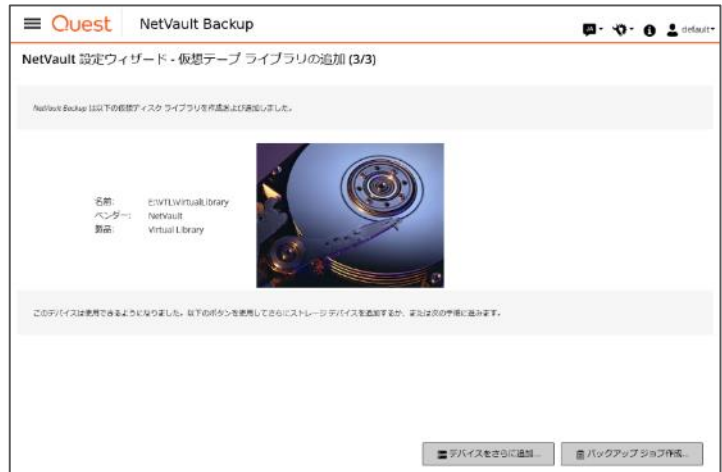 Quest NetVault Backup
JA default
NetVault 設定ウィザード - 仮想テープ ライブラリの追加 (3/3)
NetVault Backup は以下の仮想ディスク ライブラリを作成および追加しました。
名前: E:\VTL\VirtualLibrary
ベンダー: NetVault
製品: Virtual Library
このデバイスは使用できるようになりました。以下のボタンを使用してさらにストレージ デバイスを追加するか、または次の手順に進みます。
デバイスをさらに追加... バックアップ ジョブ作成...